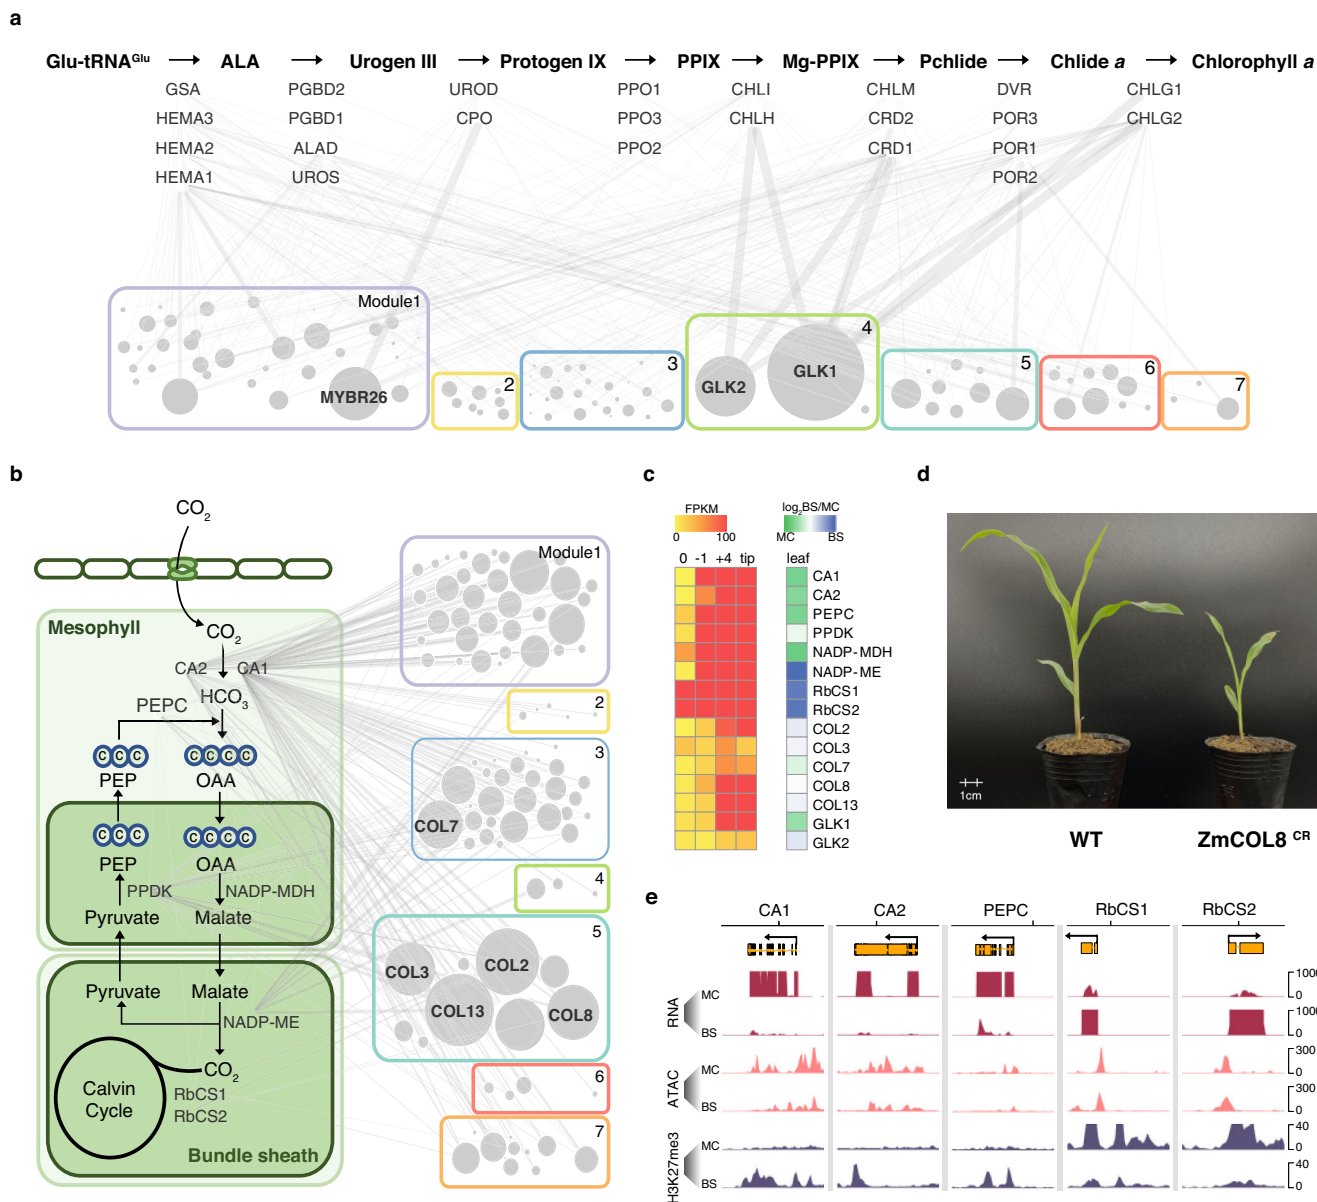 a
Glu-tRNA^Glu ALA Urogen III Protogen IX PPIX Mg-PPIX Pchlide Chlide a Chlorophyll a
GSA PGBD2 UROD PPO1 CHLI CHLM DVR CHLG1
HEMA3 PGBD1 CPO PPO3 CHLH CRD2 POR3 CHLG2
HEMA2 ALAD PPO2 CRD1 POR1
HEMA1 UROS POR2
Module1
MYBR26
2
3
4
GLK2
GLK1
5
6
7
b
CO2
Mesophyll
CO2
CA2 CA1
HCO3
PEPC
C C C C C C C
PEP OAA
C C C C C C C
PEP OAA
PPDK NADP-MDH
Pyruvate Malate
Pyruvate Malate
NADP-ME
CO2
Calvin Cycle
RbCS1
RbCS2
Bundle sheath
Module1
2
3
COL7
4
5
COL3
COL2
COL13
COL8
6
7
c
FPKM
0 100
log2BS/MC
MC BS
0 -1 +4 tip leaf
CA1
CA2
PEPC
PPDK
NADP-MDH
NADP-ME
RbCS1
RbCS2
COL2
COL3
COL7
COL8
COL13
GLK1
GLK2
d
1cm
WT ZmCOL8 CR
e
CA1 CA2 PEPC RbCS1 RbCS2
RNA
MC
1000
0
BS
1000
0
ATAC
MC
300
0
BS
300
0
H3K27me3
MC
40
0
BS
40
0